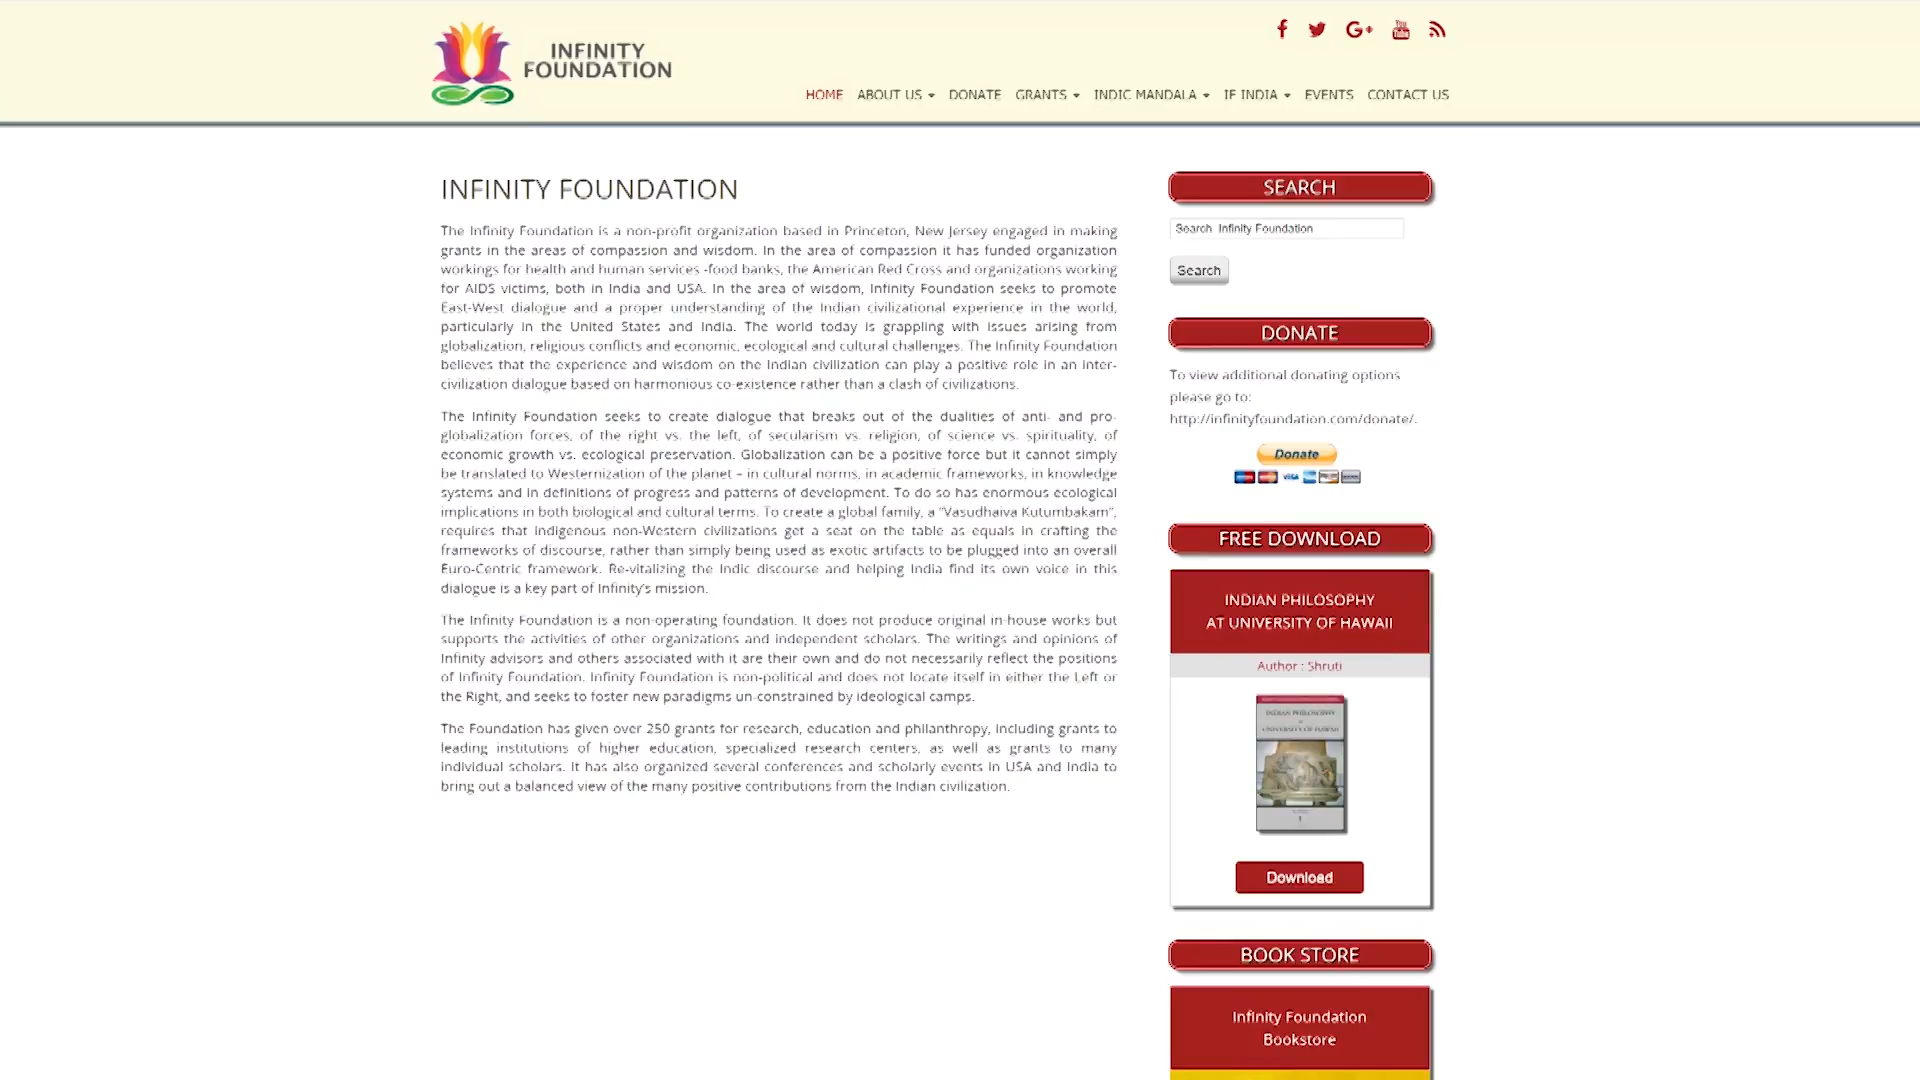 INFINITY
FOUNDATION
HOME ABOUT US DONATE GRANTS INDIC MANDALA IF INDIA EVENTS CONTACT US
INFINITY FOUNDATION
The Infinity Foundation is a non-profit organization based in Princeton, New Jersey engaged in making
grants in the areas of compassion and wisdom. In the area of compassion it has funded organization
workings for health and human services -food banks, the American Red Cross and organizations working
for AIDS victims, both in India and USA. In the area of wisdom, Infinity Foundation seeks to promote
East-West dialogue and a proper understanding of the Indian civilizational experience in the world,
particularly in the United States and India. The world today is grappling with issues arising from
globalization, religious conflicts and economic, ecological and cultural challenges. The Infinity Foundation
believes that the experience and wisdom on the Indian civilization can play a positive role in an inter-
civilization dialogue based on harmonious co-existence rather than a clash of civilizations.
The Infinity Foundation seeks to create dialogue that breaks out of the dualities of anti- and pro-
globalization forces, of the right vs. the left, of secularism vs. religion, of science vs. spirituality, of
economic growth vs. ecological preservation. Globalization can be a positive force but it cannot simply
be translated to Westernization of the planet – in cultural norms, in academic frameworks, in knowledge
systems and in definitions of progress and patterns of development. To do so has enormous ecological
implications in both biological and cultural terms. To create a global family, a "Vasudhaiva Kutumbakam",
requires that indigenous non-Western civilizations get a seat on the table as equals in crafting the
frameworks of discourse, rather than simply being used as exotic artifacts to be plugged into an overall
Euro-Centric framework. Re-vitalizing the Indic discourse and helping India find its own voice in this
dialogue is a key part of Infinity's mission.
The Infinity Foundation is a non-operating foundation. It does not produce original in-house works but
supports the activities of other organizations and independent scholars. The writings and opinions of
Infinity advisors and others associated with it are their own and do not necessarily reflect the positions
of Infinity Foundation. Infinity Foundation is non-political and does not locate itself in either the Left or
the Right, and seeks to foster new paradigms un-constrained by ideological camps.
The Foundation has given over 250 grants for research, education and philanthropy, including grants to
leading institutions of higher education, specialized research centers, as well as grants to many
individual scholars. It has also organized several conferences and scholarly events in USA and India to
bring out a balanced view of the many positive contributions from the Indian civilization.
SEARCH
Search Infinity Foundation
Search
DONATE
To view additional donating options
please go to:
http://infinityfoundation.com/donate/.
Donate
VISA
FREE DOWNLOAD
INDIAN PHILOSOPHY
AT UNIVERSITY OF HAWAII
Author : Shruti
INDIAN PHILOSOPHY
UNIVERSITY OF HAWAII
Download
BOOK STORE
Infinity Foundation
Bookstore